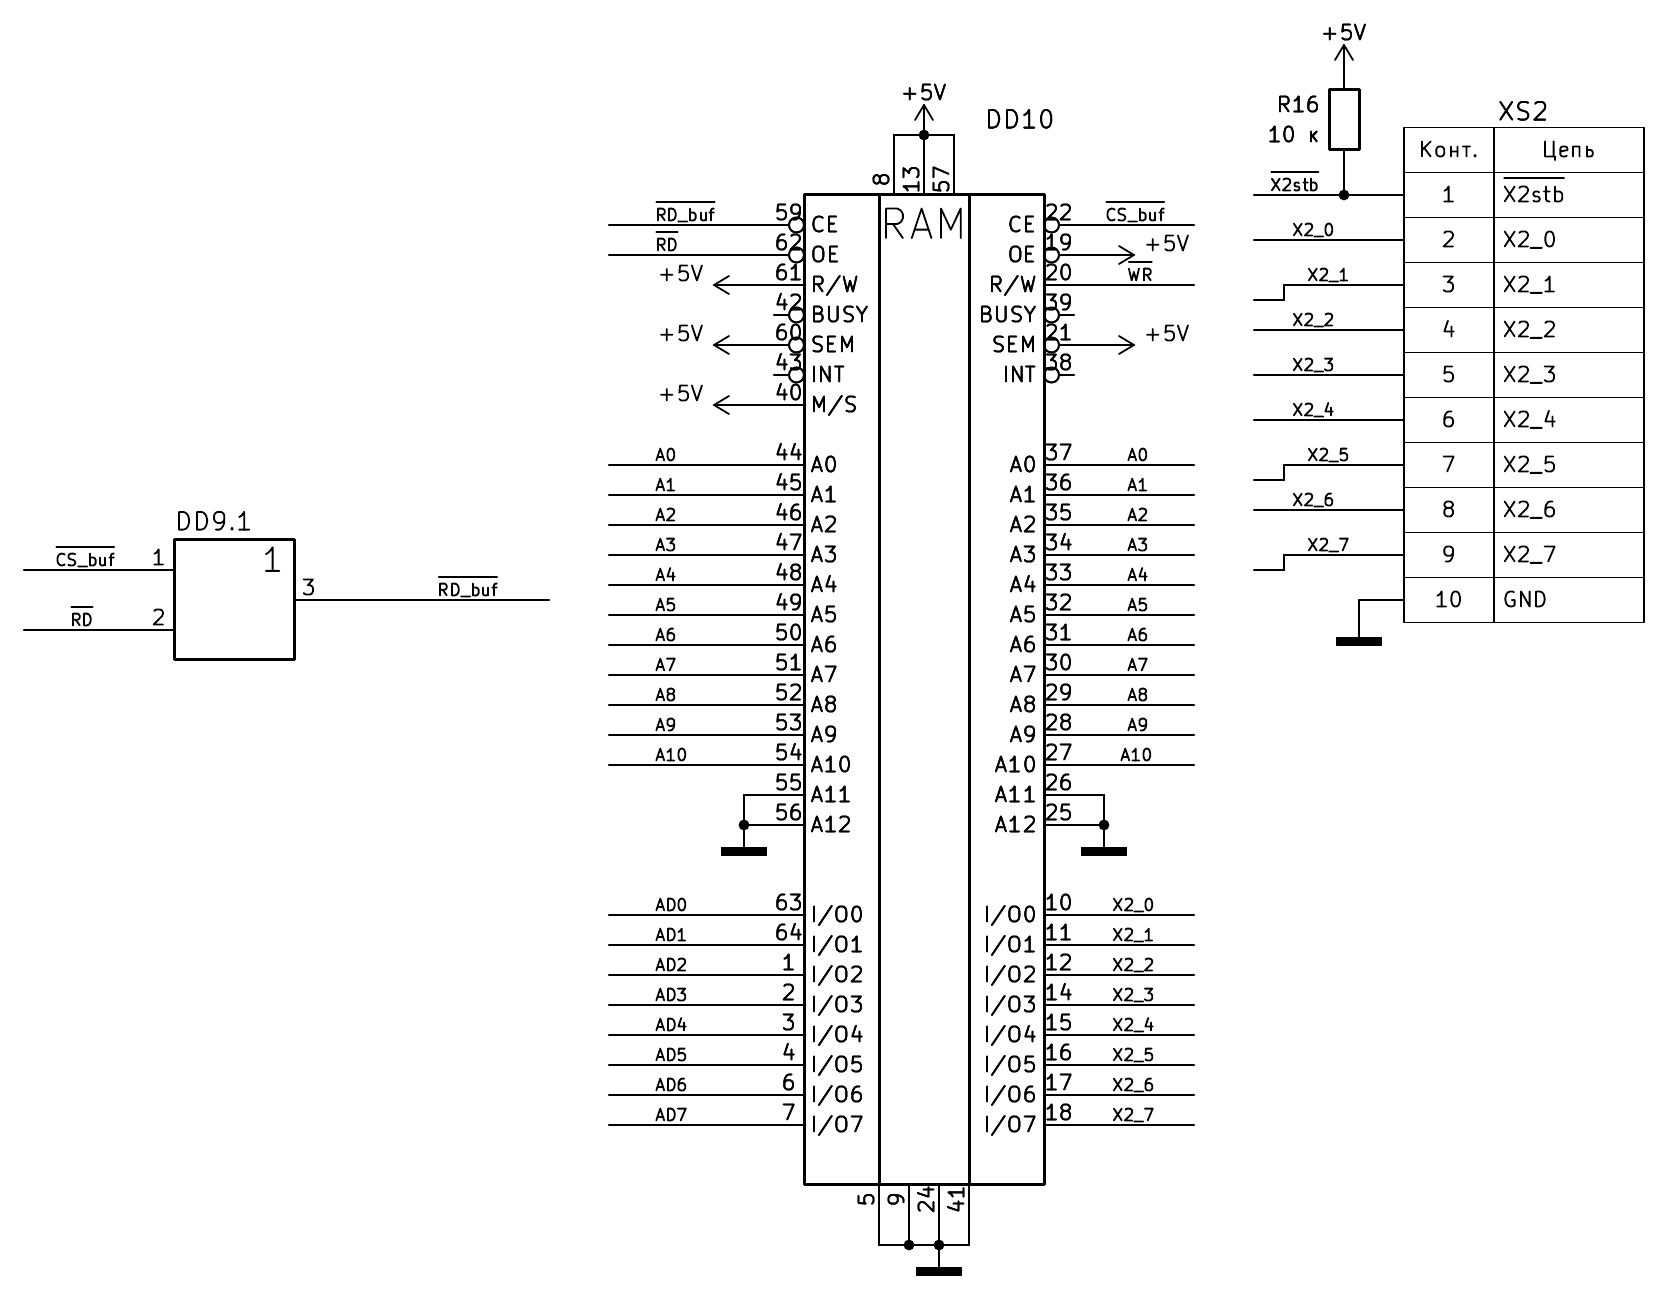 DD9.1
CS_buf 1 1
3 RD_buf
RD 2
+5V
DD10
8 13 57
RAM
RD_buf 59 CE CE 22 CS_buf
RD 62 OE OE 19 +5V
+5V 61 R/W R/W 20 WR
42 BUSY BUSY 39
+5V 60 SEM SEM 21 +5V
43 INT INT 38
+5V 40 M/S
A0 44 A0 A0 37 A0
A1 45 A1 A1 36 A1
A2 46 A2 A2 35 A2
A3 47 A3 A3 34 A3
A4 48 A4 A4 33 A4
A5 49 A5 A5 32 A5
A6 50 A6 A6 31 A6
A7 51 A7 A7 30 A7
A8 52 A8 A8 29 A8
A9 53 A9 A9 28 A9
A10 54 A10 A10 27 A10
55 A11 A11 26
56 A12 A12 25
AD0 63 I/O0 I/O0 10 X2_0
AD1 64 I/O1 I/O1 11 X2_1
AD2 1 I/O2 I/O2 12 X2_2
AD3 2 I/O3 I/O3 14 X2_3
AD4 3 I/O4 I/O4 15 X2_4
AD5 4 I/O5 I/O5 16 X2_5
AD6 6 I/O6 I/O6 17 X2_6
AD7 7 I/O7 I/O7 18 X2_7
5 9 24 41
+5V
R16
10 к
XS2
Конт. Цепь
X2stb 1 X2stb
X2_0 2 X2_0
X2_1 3 X2_1
X2_2 4 X2_2
X2_3 5 X2_3
X2_4 6 X2_4
X2_5 7 X2_5
X2_6 8 X2_6
X2_7 9 X2_7
10 GND